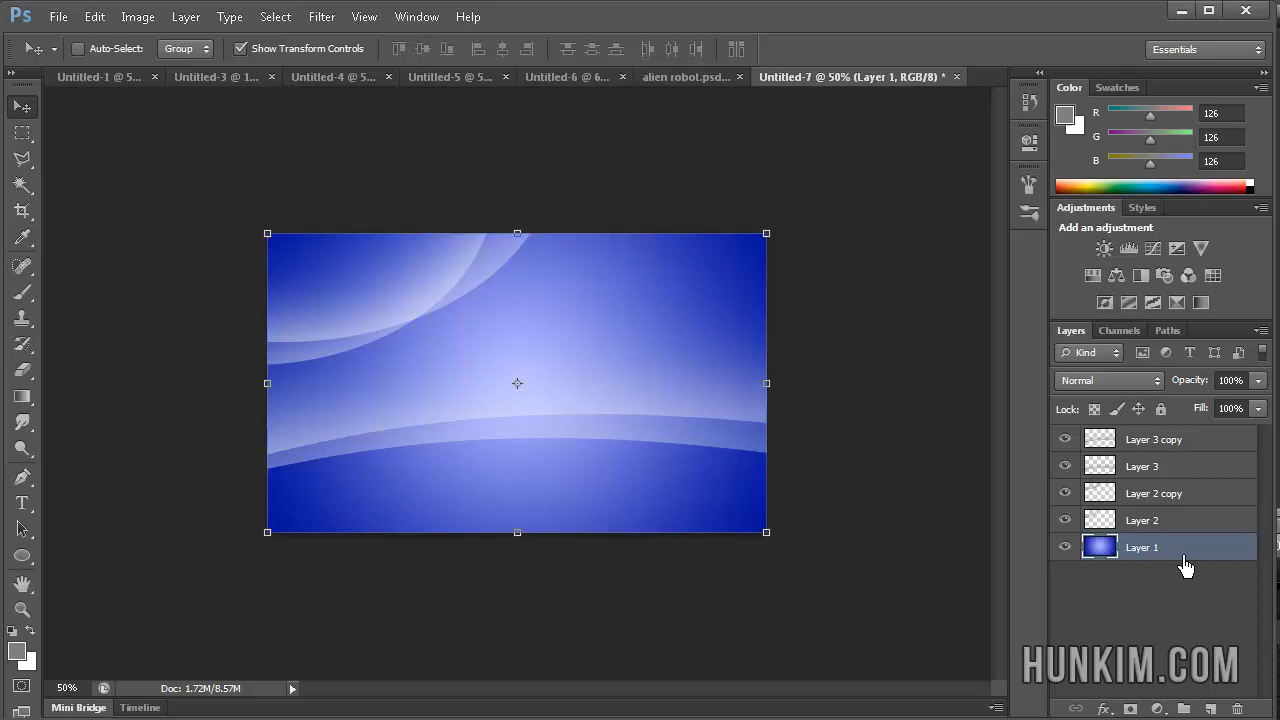 Ps File Edit Image Layer Type Select Filter View Window Help
Auto-Select: Group Show Transform Controls Essentials
Untitled-1 @ 5... Untitled-3 @ 1... Untitled-4 @ 5... Untitled-5 @ 5... Untitled-6 @ 6... alien robot.psd... Untitled-7 @ 50% (Layer 1, RGB/8) *
Color Swatches
R 126
G 126
B 126
Adjustments Styles
Add an adjustment
Layers Channels Paths
Kind
Normal Opacity: 100%
Lock: Fill: 100%
Layer 3 copy
Layer 3
Layer 2 copy
Layer 2
Layer 1
HUNKIM.COM
50% Doc: 1.72M/8.57M
Mini Bridge Timeline